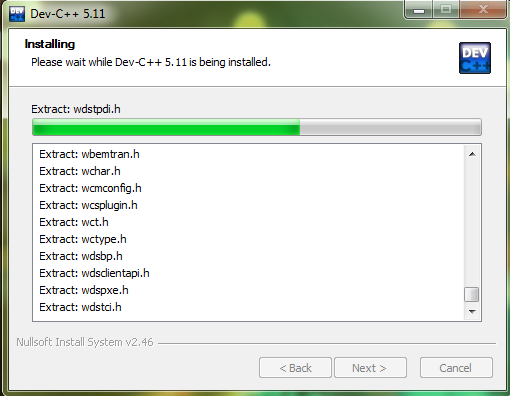 Dev-C++ 5.11
Installing
Please wait while Dev-C++ 5.11 is being installed.
DEV
C++
Extract: wdstpdi.h
Extract: wbemtran.h
Extract: wchar.h
Extract: wcmconfig.h
Extract: wcsplugin.h
Extract: wct.h
Extract: wctype.h
Extract: wdsbp.h
Extract: wdsclientapi.h
Extract: wdspxe.h
Extract: wdstci.h
Nullsoft Install System v2.46
< Back
Next >
Cancel